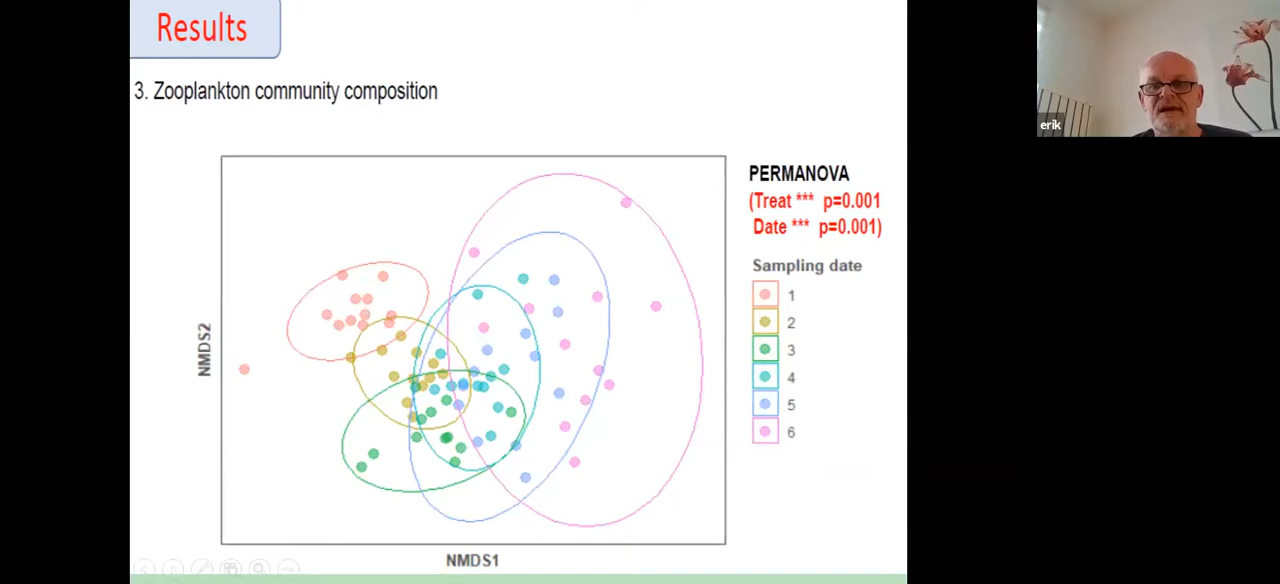 Results
3. Zooplankton community composition
PERMANOVA
(Treat *** p=0.001
Date *** p=0.001)
Sampling date
1
2
3
4
5
6
NMDS2
NMDS1
erik